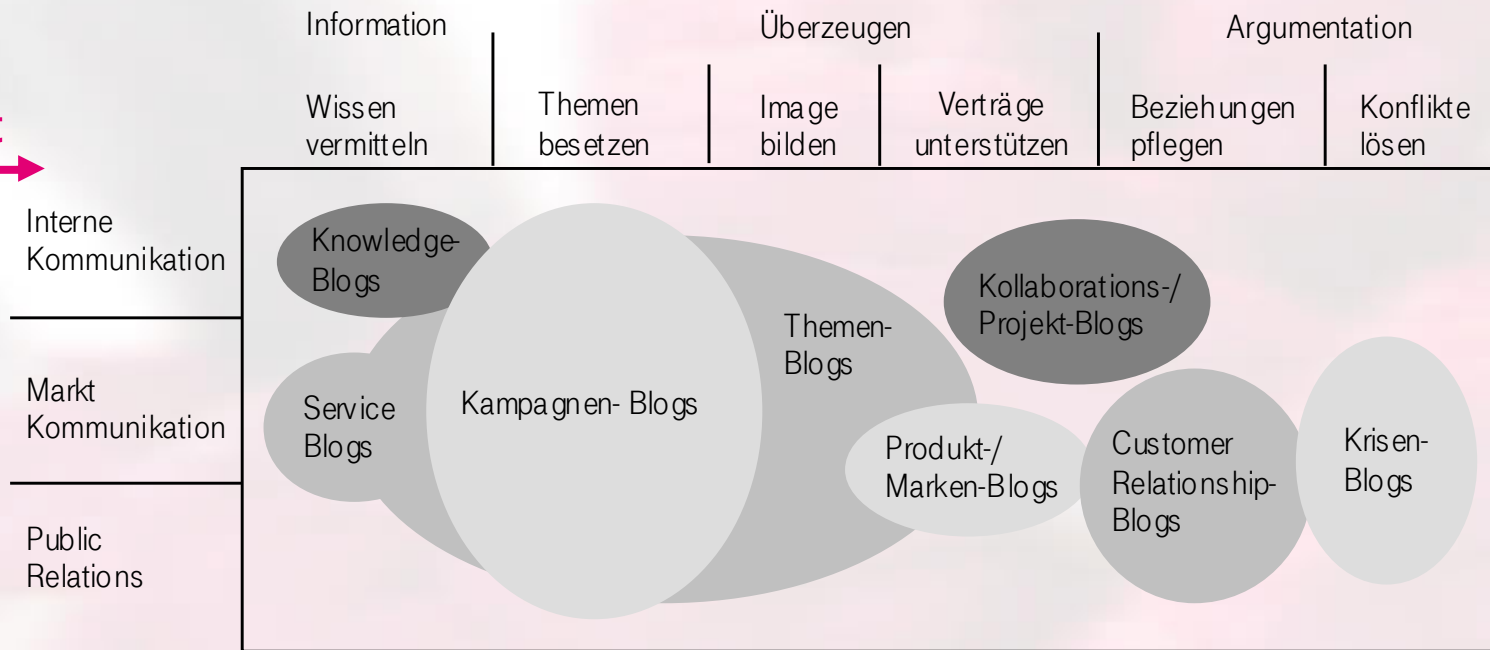 Information
Überzeugen
Argumentation
Wissen
vermitteln
Themen
besetzen
Image
bilden
Verträge
unterstützen
Beziehungen
pflegen
Konflikte
lösen
Interne
Kommunikation
Markt
Kommunikation
Public
Relations
Knowledge-
Blogs
Service
Blogs
Kampagnen- Blogs
Themen-
Blogs
Kollaborations-/
Projekt-Blogs
Produkt-/
Marken-Blogs
Customer
Relationship-
Blogs
Krisen-
Blogs